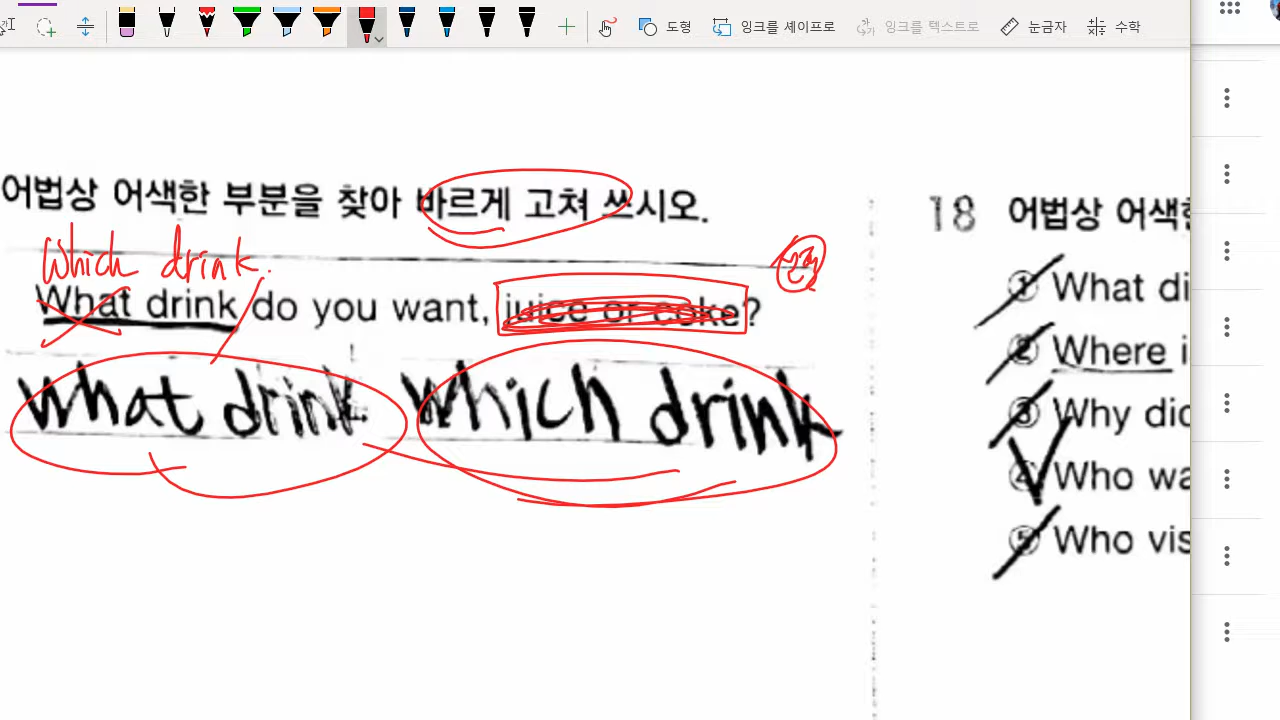 도형 잉크를 셰이프로 잉크를 텍스트로 눈금자 수학
어법상 어색한 부분을 찾아 바르게 고쳐 쓰시오.
Which drink.
What drink do you want, juice or coke?
What drink Which drink
18 어법상 어색한
① What di
② Where i
③ Why did
④ Who wa
⑤ Who vis